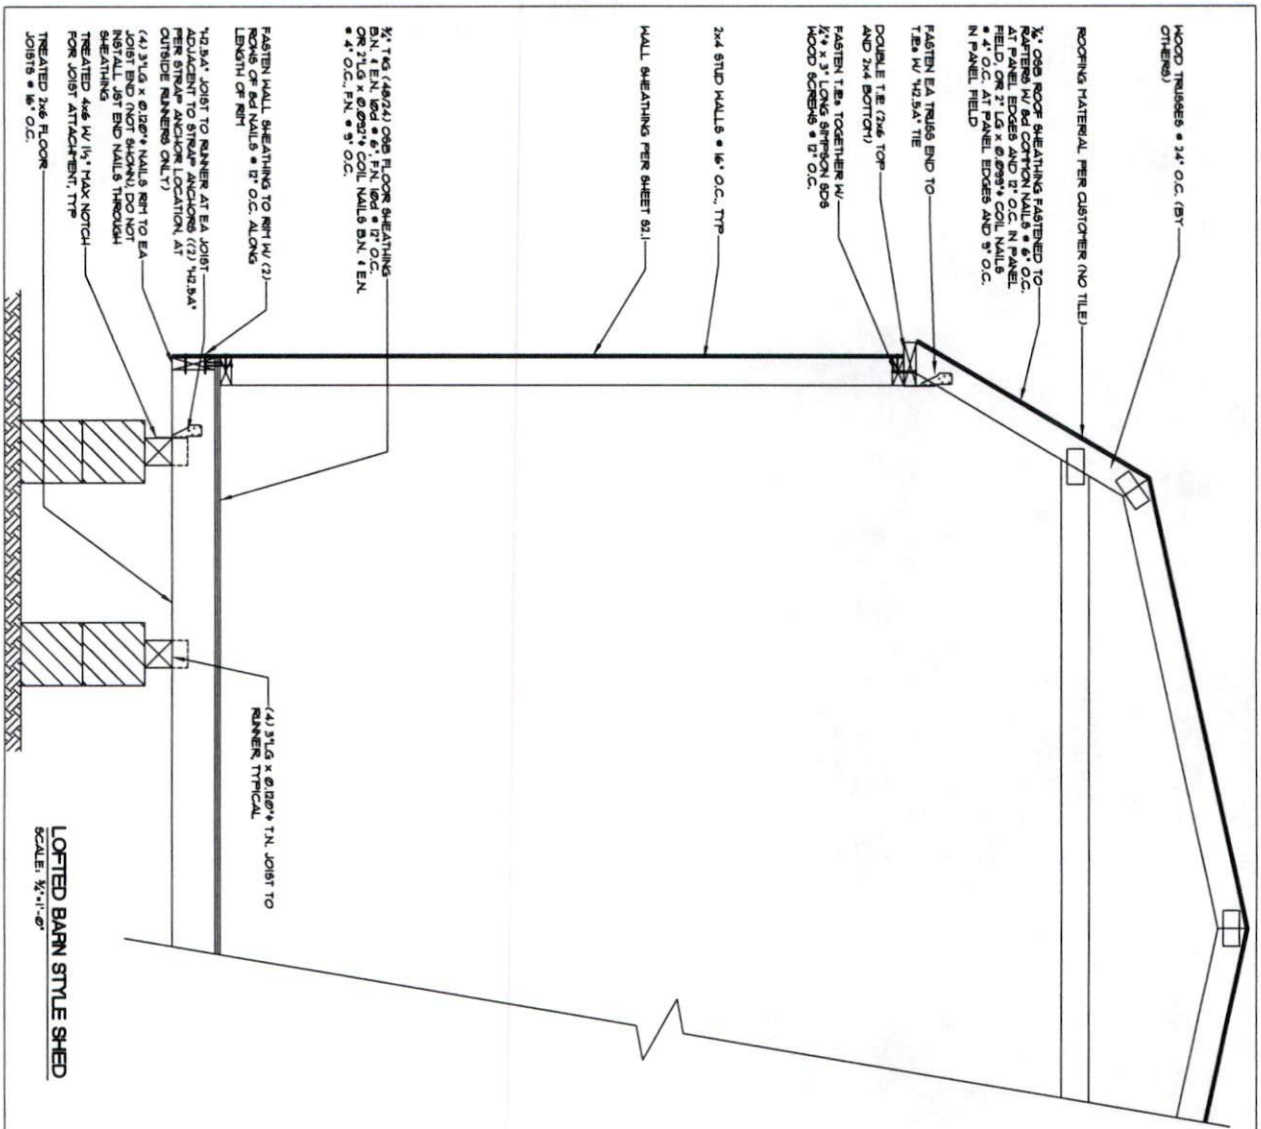 WOOD TRUSSES @ 24" O.C. (BY
OTHERS)
ROOFING MATERIAL PER CUSTOMER (NO TILE)
OSB ROOF SHEATHING FASTENED TO
RAFTERS W/ 8d COMMON NAILS @ 6" O.C.
AT PANEL EDGES AND 12" O.C. IN PANEL
FIELD, OR 2" LG x 0.099"φ COIL NAILS
@ 4" O.C. AT PANEL EDGES AND 9" O.C.
IN PANEL FIELD
FASTEN EA TRUSS END TO
T.P.s W/ "H2.5A" TIE
DOUBLE T.P. (2x6 TOP
AND 2x4 BOTTOM)
FASTEN T.P.s TOGETHER W/
¼"φ x 3" LONG SIMPSON SDS
WOOD SCREWS @ 12" O.C.
2x4 STUD WALLS @ 16" O.C., TYP
WALL SHEATHING PER SHEET S2.1
¾" T&G (48/24) OSB FLOOR SHEATHING
B.N. & E.N. 10d @ 6", F.N. 10d @ 12" O.C.
OR 2"LG x 0.092"φ COIL NAILS B.N. & E.N.
@ 4" O.C., F.N. @ 9" O.C.
FASTEN WALL SHEATHING TO RIM W/ (2)
ROWS OF 8d NAILS @ 12" O.C. ALONG
LENGTH OF RIM
"H2.5A" JOIST TO RUNNER AT EA JOIST
ADJACENT TO STRAP ANCHORS ((2) "H2.5A"
PER STRAP ANCHOR LOCATION, AT
OUTSIDE RUNNERS ONLY)
(4) 3"LG x 0.120"φ NAILS RIM TO EA
JOIST END (NOT SHOWN), DO NOT
INSTALL JST END NAILS THROUGH
SHEATHING
TREATED 4x6 W/ 1½" MAX NOTCH
FOR JOIST ATTACHMENT, TYP
TREATED 2x6 FLOOR
JOISTS @ 16" O.C.
(4) 3"LG x 0.120"φ T.N. JOIST TO
RUNNER, TYPICAL
LOFTED BARN STYLE SHED
SCALE: ¾"=1'-0"